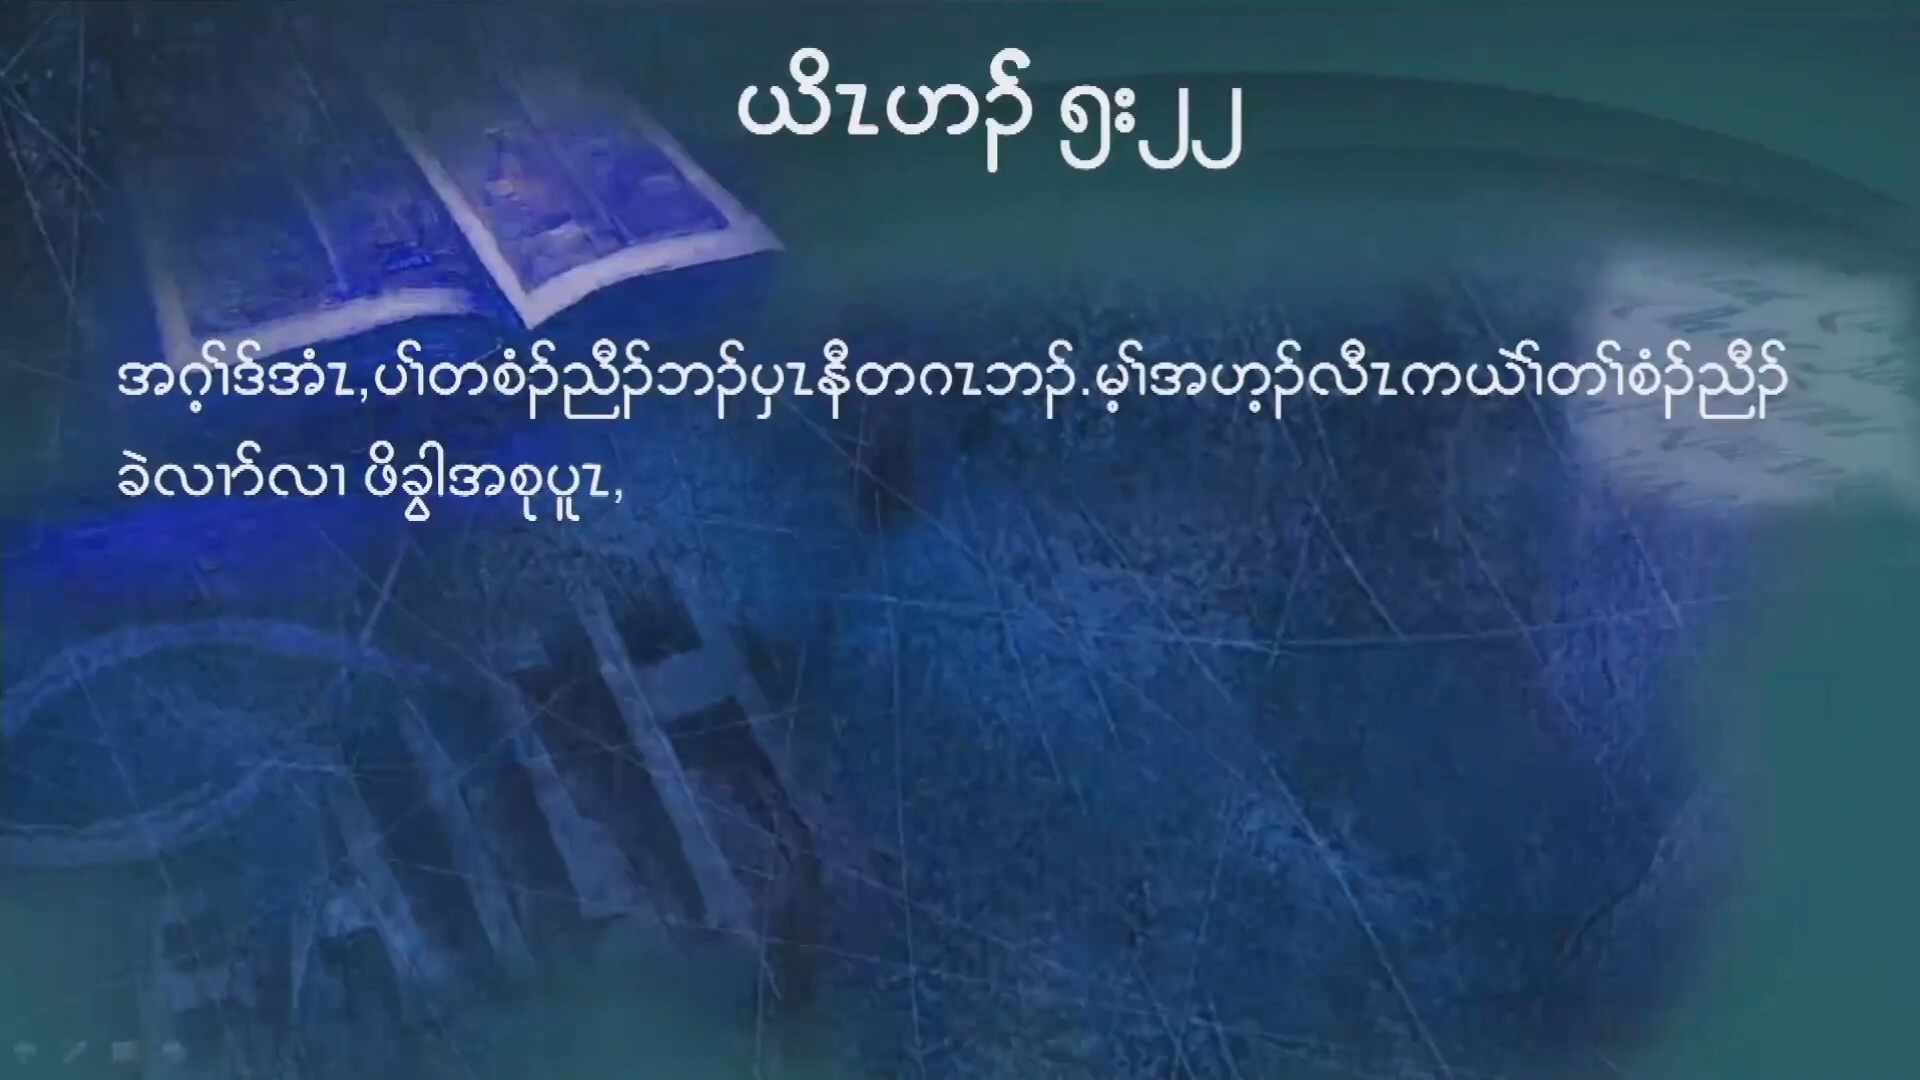 ယိၤဟၣ် ၅း၂၂
အဂ့ၢ်ဒ်အံၤ,ပၢ်တစံၣ်ညီၣ်ဘၣ်ပှၤနီတဂၤဘၣ်.မ့ၢ်အဟ့ၣ်လီၤကယဲၢ်တၢ်စံၣ်ညီၣ်
ခဲလၢာ်လၢ ဖိခွါအစုပူၤ,